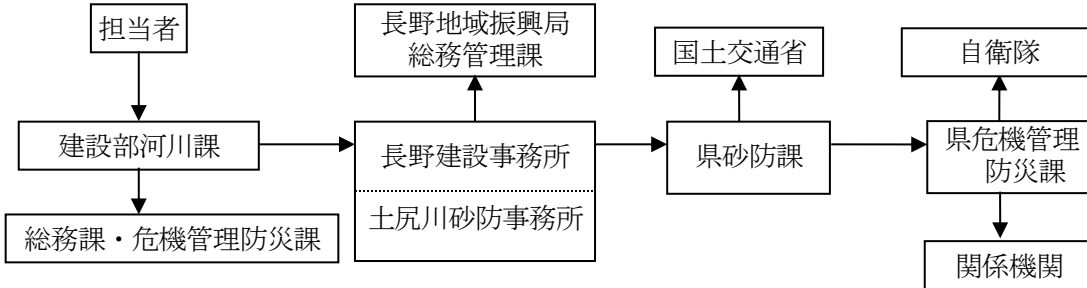 担当者
建設部河川課
総務課・危機管理防災課
長野地域振興局
総務管理課
長野建設事務所
土尻川砂防事務所
国土交通省
県砂防課
自衛隊
県危機管理
防災課
関係機関